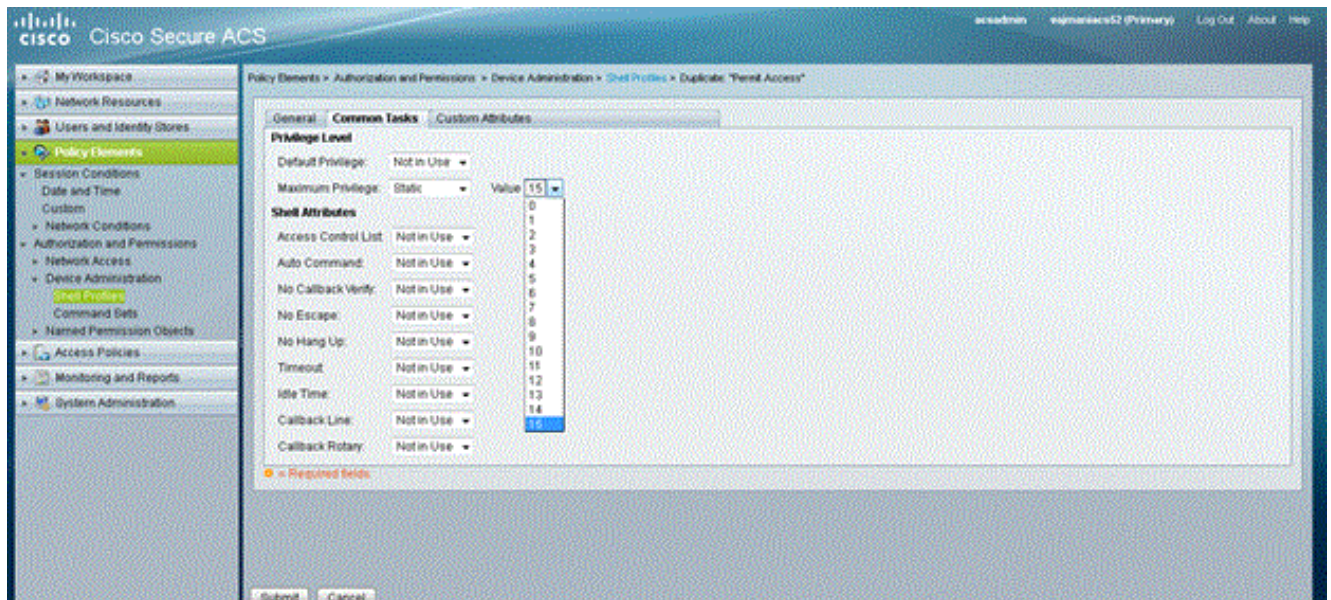 acsadmin
(Primary)
Log Out
About
Help
CISCO
Cisco Secure ACS
My Workspace
Network Resources
Users and Identity Stores
Policy Elements
Session Conditions
Date and Time
Custom
Network Conditions
Authorization and Permissions
Network Access
Device Administration
Shell Profiles
Command Sets
Named Permission Objects
Access Policies
Monitoring and Reports
System Administration
Policy Elements > Authorization and Permissions > Device Administration > Shell Profiles > Duplicate: "Permit Access"
General Common Tasks Custom Attributes
Privilege Level
Default Privilege: Not in Use
Maximum Privilege: Static Value 15
0
1
2
3
4
5
6
7
8
9
10
11
12
13
14
15
Shell Attributes
Access Control List: Not in Use
Auto Command: Not in Use
No Callback Verify: Not in Use
No Escape: Not in Use
No Hang Up: Not in Use
Timeout: Not in Use
Idle Time: Not in Use
Callback Line: Not in Use
Callback Rotary: Not in Use
= Required fields
Submit Cancel